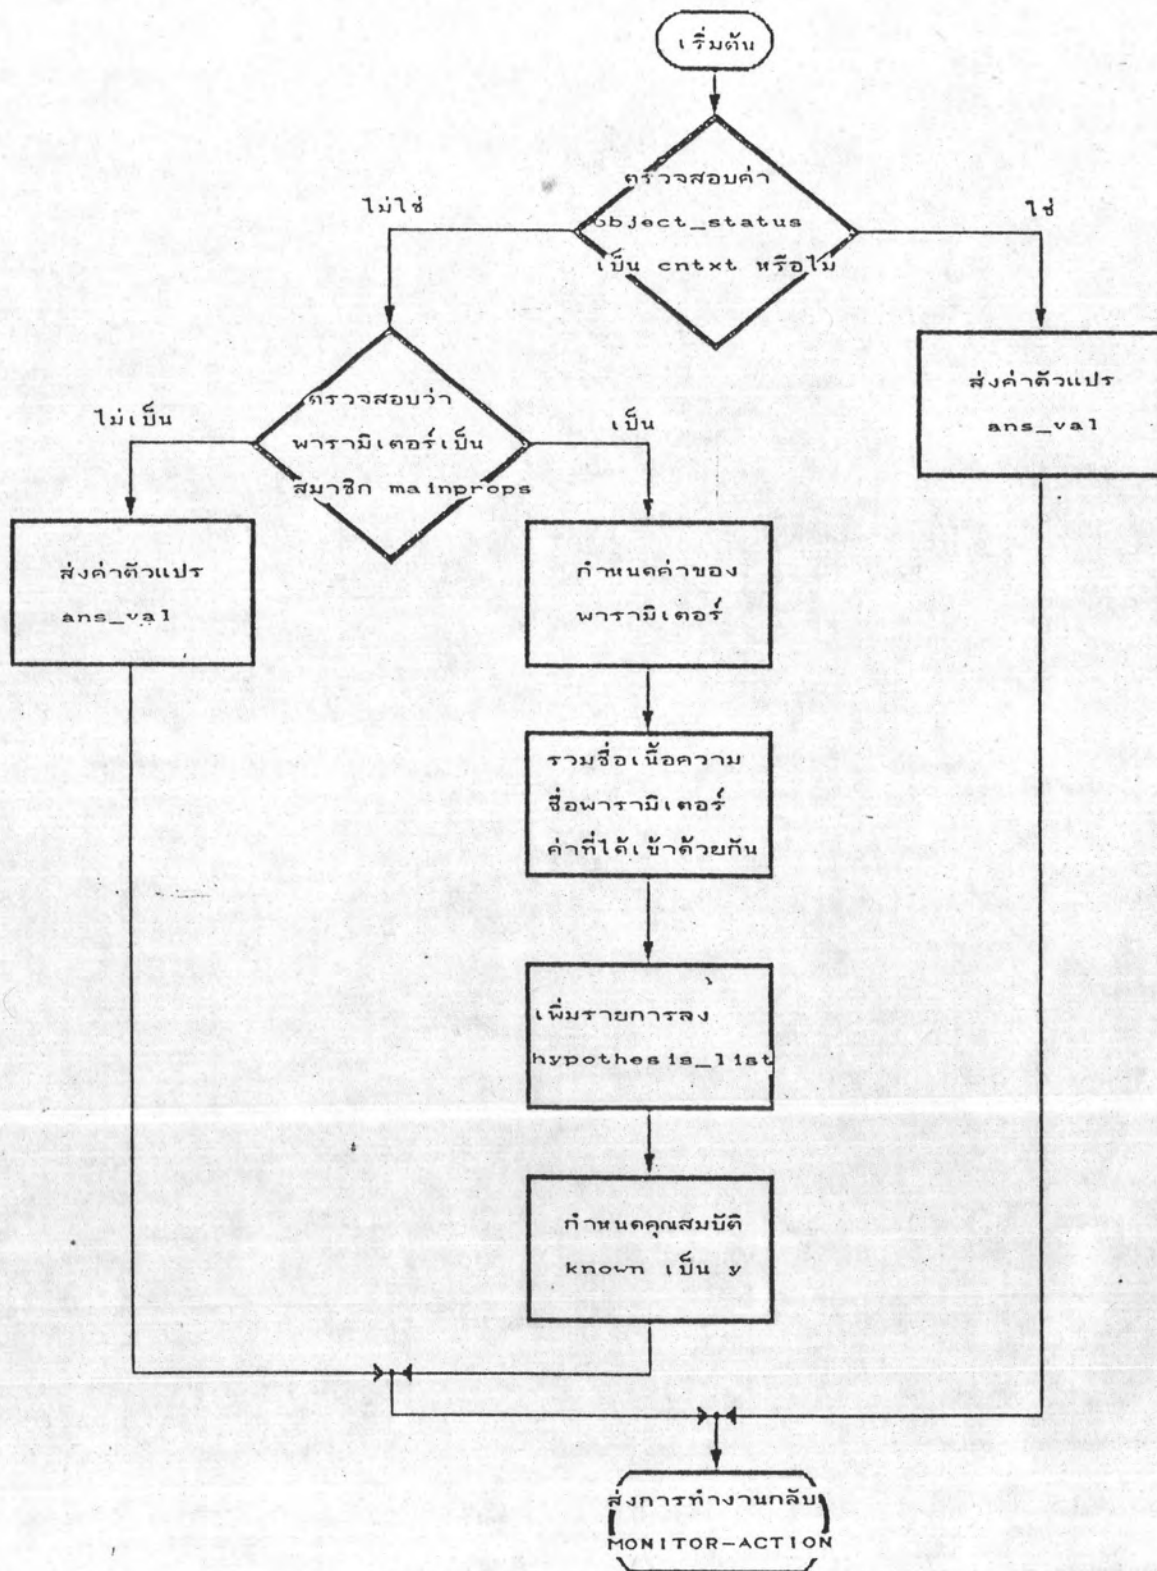 เริ่มต้น
ตรวจสอบค่า
object_status
เป็น cntxt หรือไม่
ไม่ใช่
ใช่
ส่งค่าตัวแปร
ans_val
ตรวจสอบว่า
พารามิเตอร์เป็น
สมาชิก mainprops
ไม่เป็น
เป็น
ส่งค่าตัวแปร
ans_val
กำหนดค่าของ
พารามิเตอร์
รวมชื่อเนื้อความ
ชื่อพารามิเตอร์
ค่าที่ได้เข้าด้วยกัน
เพิ่มรายการลง
hypothesis_list
กำหนดคุณสมบัติ
known เป็น y
ส่งการทำงานกลับ
MONITOR-ACTION